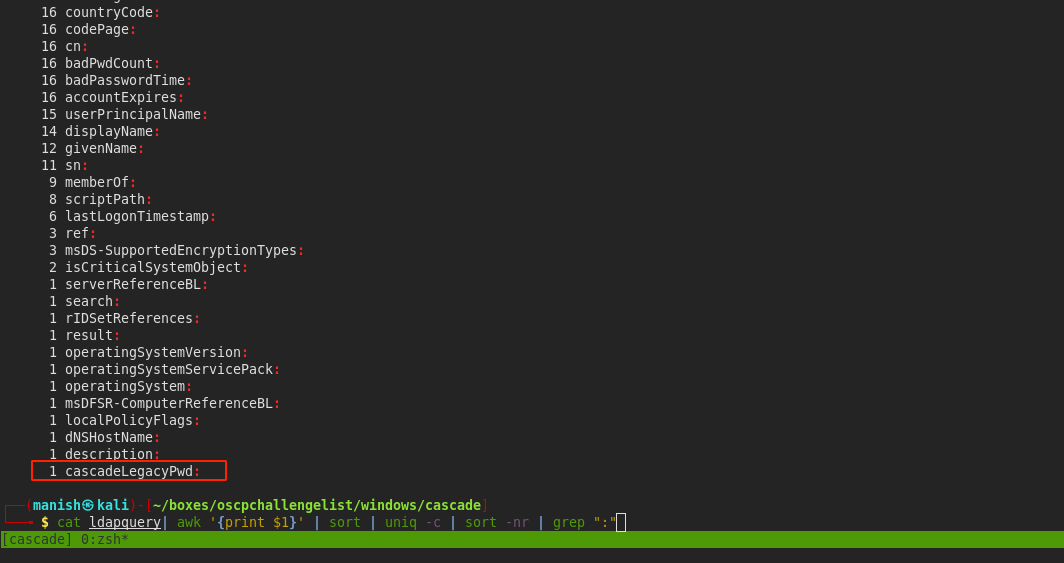 16 countryCode:
16 codePage:
16 cn:
16 badPwdCount:
16 badPasswordTime:
16 accountExpires:
15 userPrincipalName:
14 displayName:
12 givenName:
11 sn:
9 memberOf:
8 scriptPath:
6 lastLogonTimestamp:
3 ref:
3 msDS-SupportedEncryptionTypes:
2 isCriticalSystemObject:
1 serverReferenceBL:
1 search:
1 rIDSetReferences:
1 result:
1 operatingSystemVersion:
1 operatingSystemServicePack:
1 operatingSystem:
1 msDFSR-ComputerReferenceBL:
1 localPolicyFlags:
1 dNSHostName:
1 description:
1 cascadeLegacyPwd:
(manish㉿kali)-[~/boxes/oscpchallengelist/windows/cascade]
$ cat ldapquery| awk '{print $1}' | sort | uniq -c | sort -nr | grep ":"
[cascade] 0:zsh*